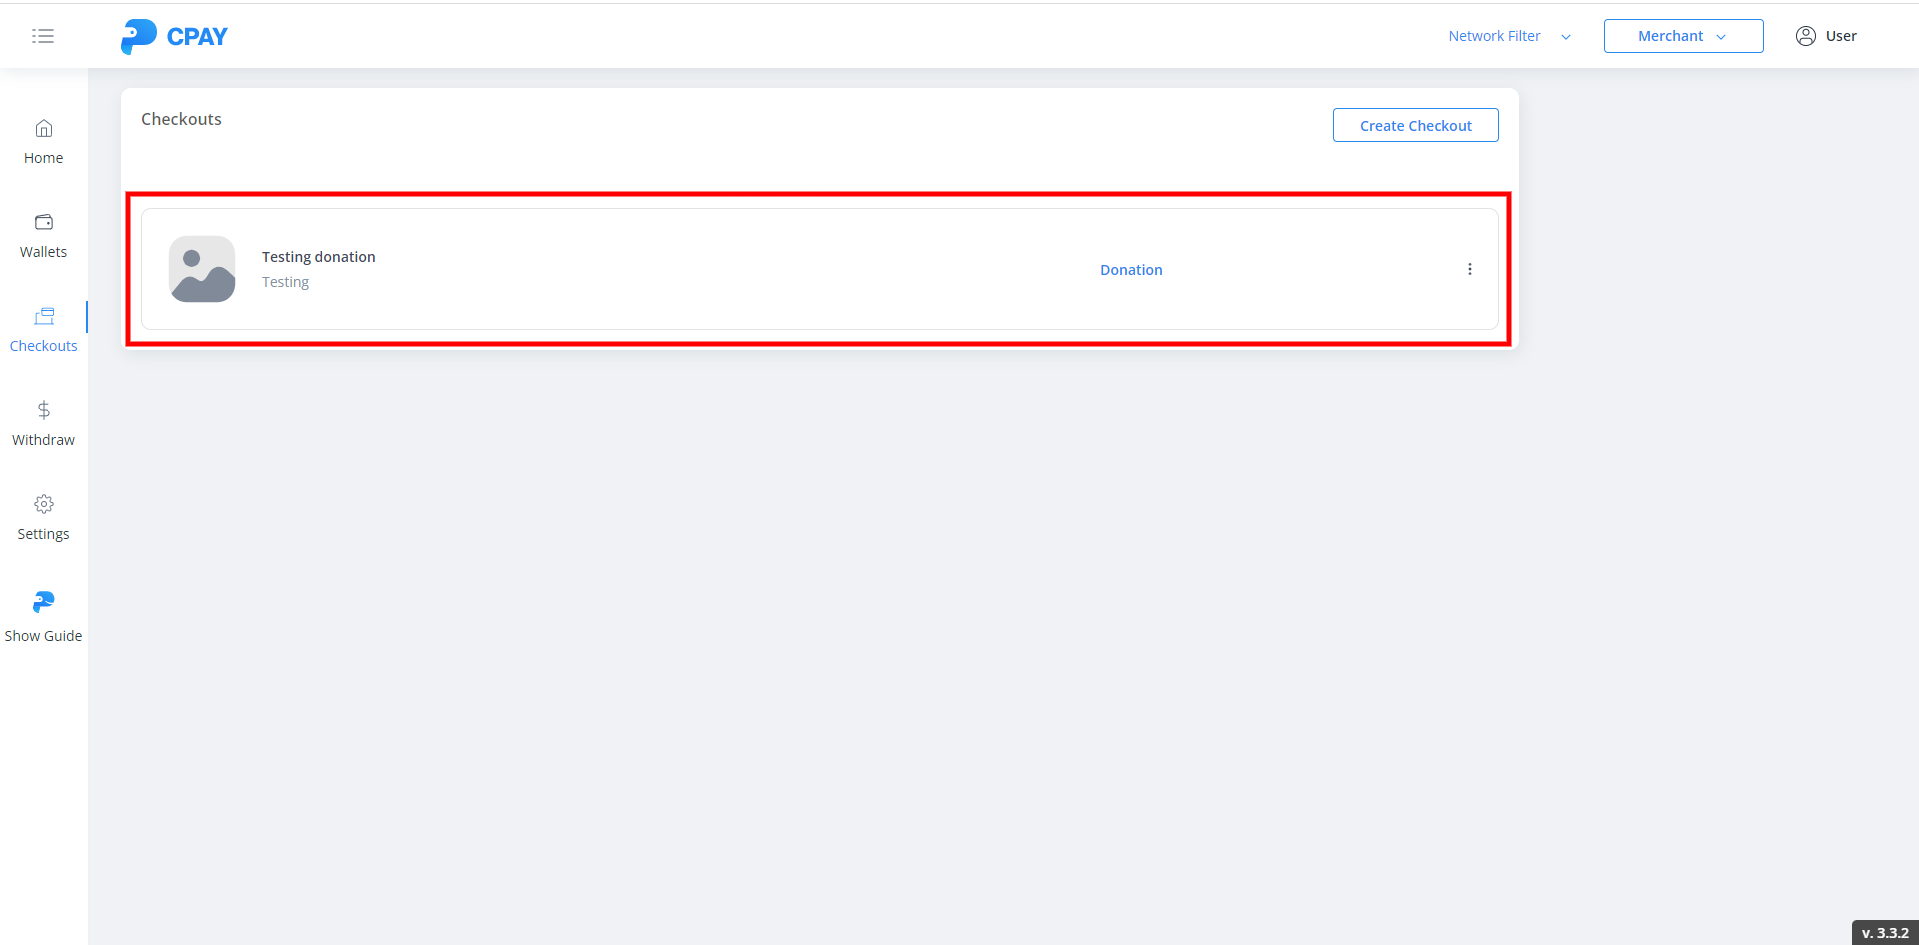 CPAY
Network Filter
Merchant
User
Home
Wallets
Checkouts
Withdraw
Settings
Show Guide
Checkouts
Create Checkout
Testing donation
Testing
Donation
v. 3.3.2